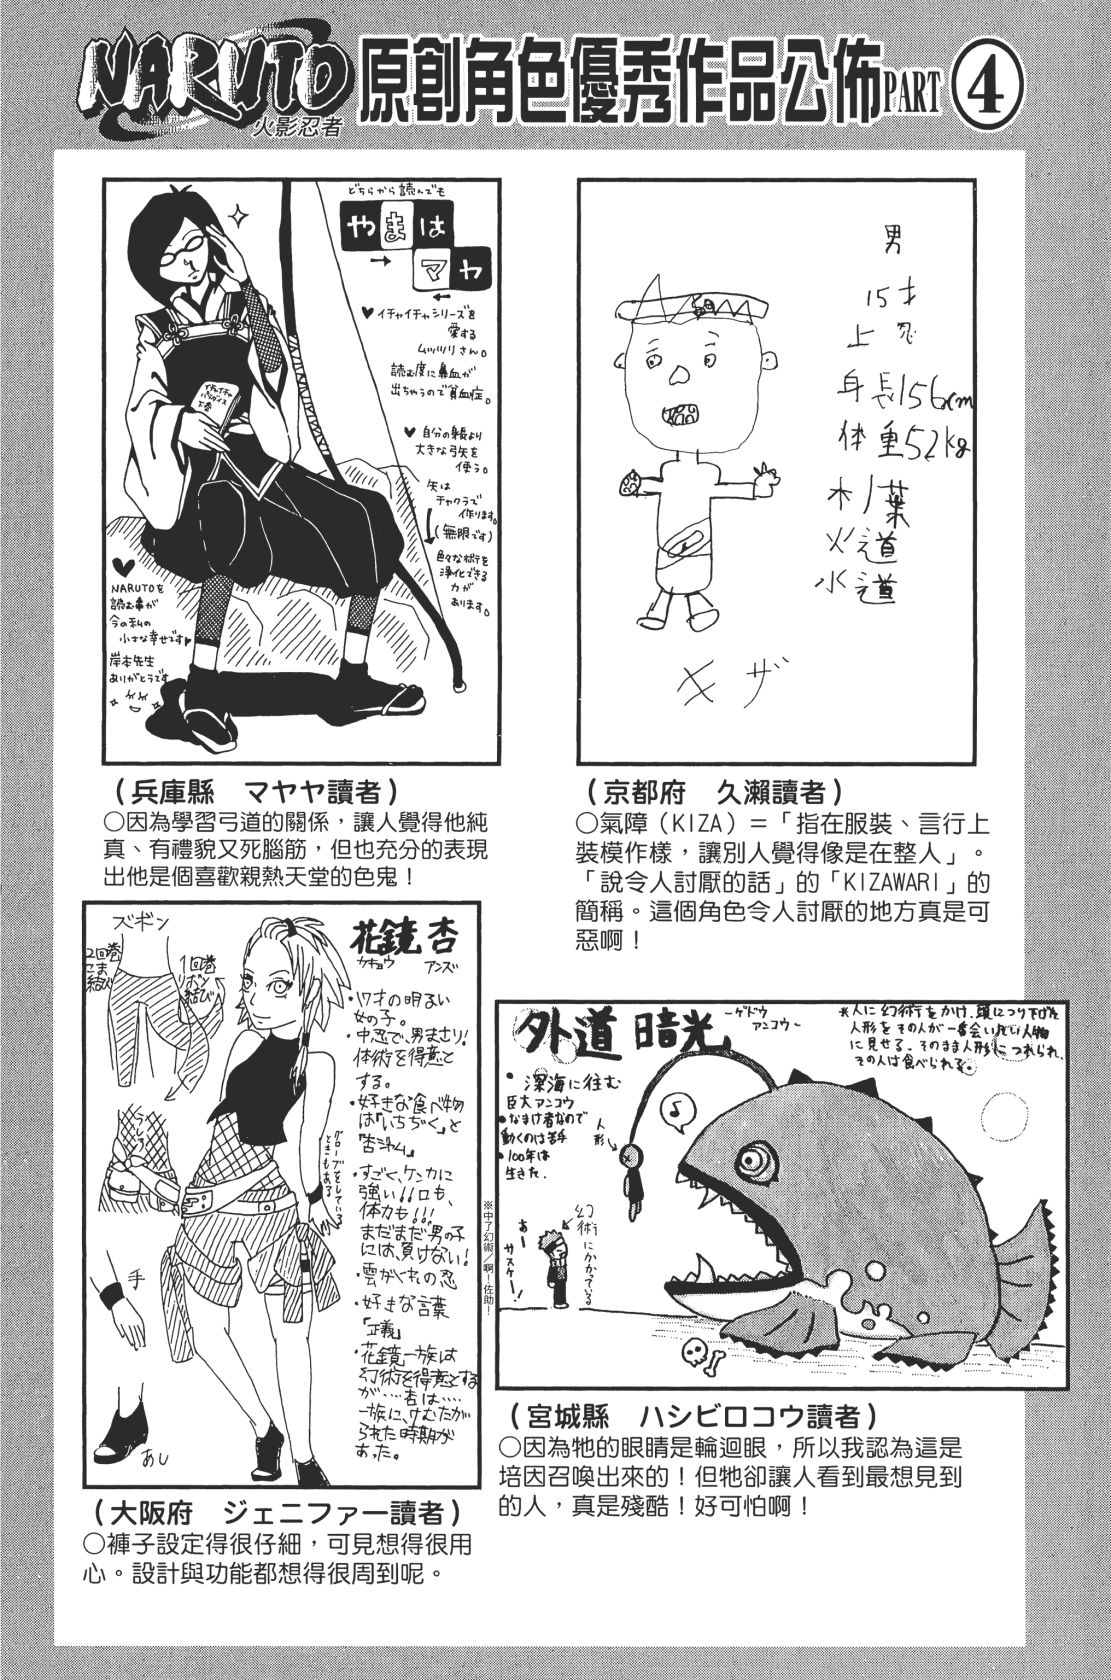 NARUTO
火影忍者
原創角色優秀作品公佈PART④
どちらから読んでも
やまは
マヤ
♥イチャイチャシリーズを
愛する
ムッツリさん。
読む度に鼻血が
出ちゃうので貧血症。
♥自分の身長より
大きな弓矢を
使う。
矢は
チャクラで
作ります。
(無限です)
色々な術を
浄化できる
力が
あります。
イチャイチャ
パラダイス
下巻
♥
NARUTOを
読む事が
今の私の
小さな幸せです♥
岸本先生
ありがとうです
(兵庫縣 マヤヤ讀者)
○因為學習弓道的關係，讓人覺得他純
真、有禮貌又死腦筋，但也充分的表現
出他是個喜歡親熱天堂的色鬼！
男
15才
上忍
身長156cm
体重52kg
木ノ葉
火遁
水遁
キザ
(京都府 久瀨讀者)
○氣障（KIZA）＝「指在服裝、言行上
裝模作樣，讓別人覺得像是在整人」。
「說令人討厭的話」的「KIZAWARI」的
簡稱。這個角色令人討厭的地方真是可
惡啊！
ズボン
2回巻
こま
結び
1回巻
リボン
結び
うしろ
手
あし
グローブをしている
ときもある
花鏡 杏
カキョウ アンズ
・17才の明るい
女の子。
・中忍で、男まさり!
体術を得意と
する。
・好きな食べ物
は「いちぢく」と
「杏ジャム」
・すごく、ケンカに
強い!!口も、
体力も!!!
まだまだ男の子
には、負けない!
・雲がくれの忍
・好きな言葉
「正義」
・花鏡一族は
幻術を得意とする
が……杏は……
一族に、けむたが
られた時期が
あった。
(大阪府 ジェニファー讀者)
○褲子設定得很仔細，可見想得很用
心。設計與功能都想得很周到呢。
外道 暗光
～ゲドウ
アンコウ～
*人に幻術をかけ、頭につり下げた
人形をその人が一番会いたい人物
に見せる。そのまま人形につれられ、
その人は食べられる。
・深海に住む
巨大アンコウ
・なまけ者なので
動くのは苦手
・100年は
生きた。
人形
♪
幻術にかかっている
あー
サスケー!!
※中了幻術／啊！佐助！
(宮城縣 ハシビロコウ讀者)
○因為牠的眼睛是輪迴眼，所以我認為這是
培因召喚出來的！但牠卻讓人看到最想見到
的人，真是殘酷！好可怕啊！